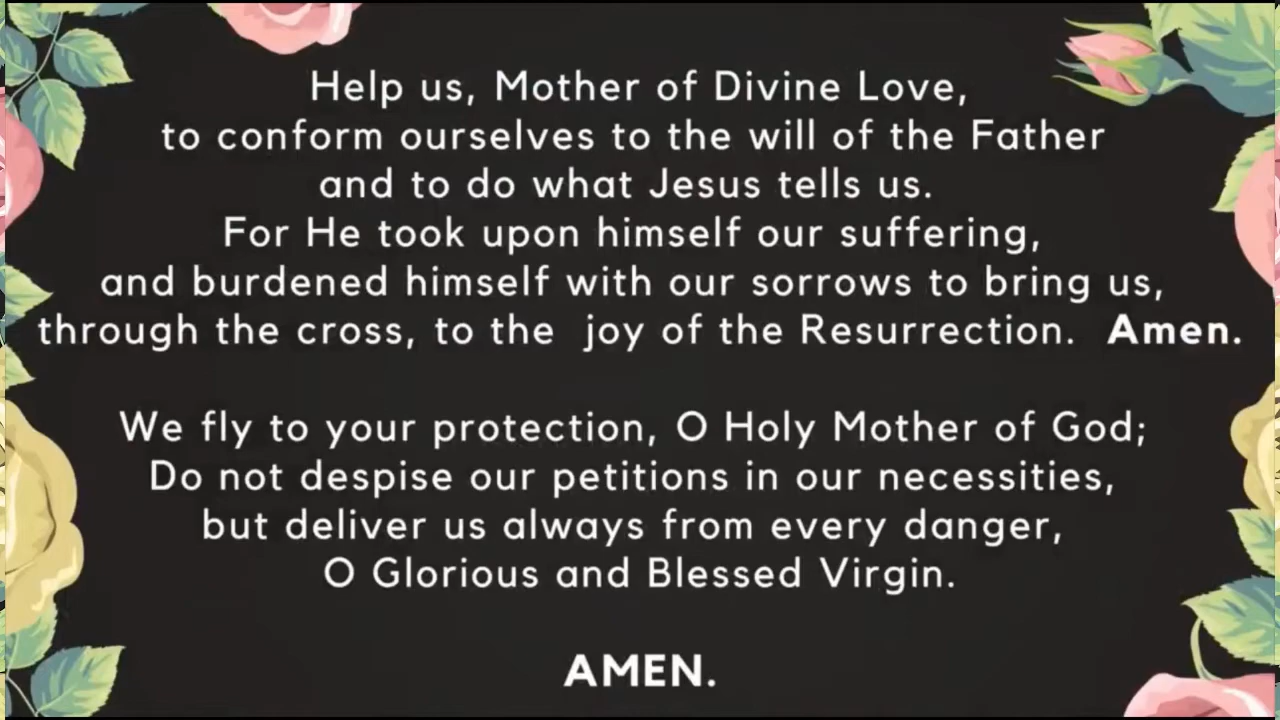 Help us, Mother of Divine Love,
to conform ourselves to the will of the Father
and to do what Jesus tells us.
For He took upon himself our suffering,
and burdened himself with our sorrows to bring us,
through the cross, to the joy of the Resurrection. Amen.
We fly to your protection, O Holy Mother of God;
Do not despise our petitions in our necessities,
but deliver us always from every danger,
O Glorious and Blessed Virgin.
AMEN.